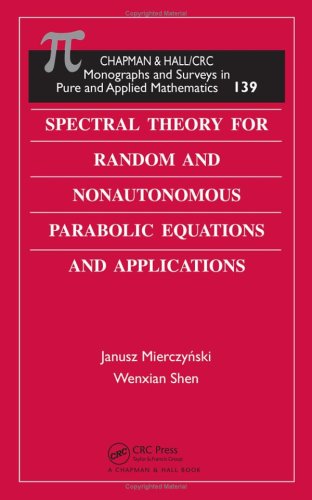 π
CHAPMAN & HALL/CRC
Monographs and Surveys in
Pure and Applied Mathematics 139
SPECTRAL THEORY FOR
RANDOM AND
NONAUTONOMOUS
PARABOLIC EQUATIONS
AND APPLICATIONS
Janusz Mierczyński
Wenxian Shen
CRC CRC Press
Taylor & Francis Group
A CHAPMAN & HALL BOOK